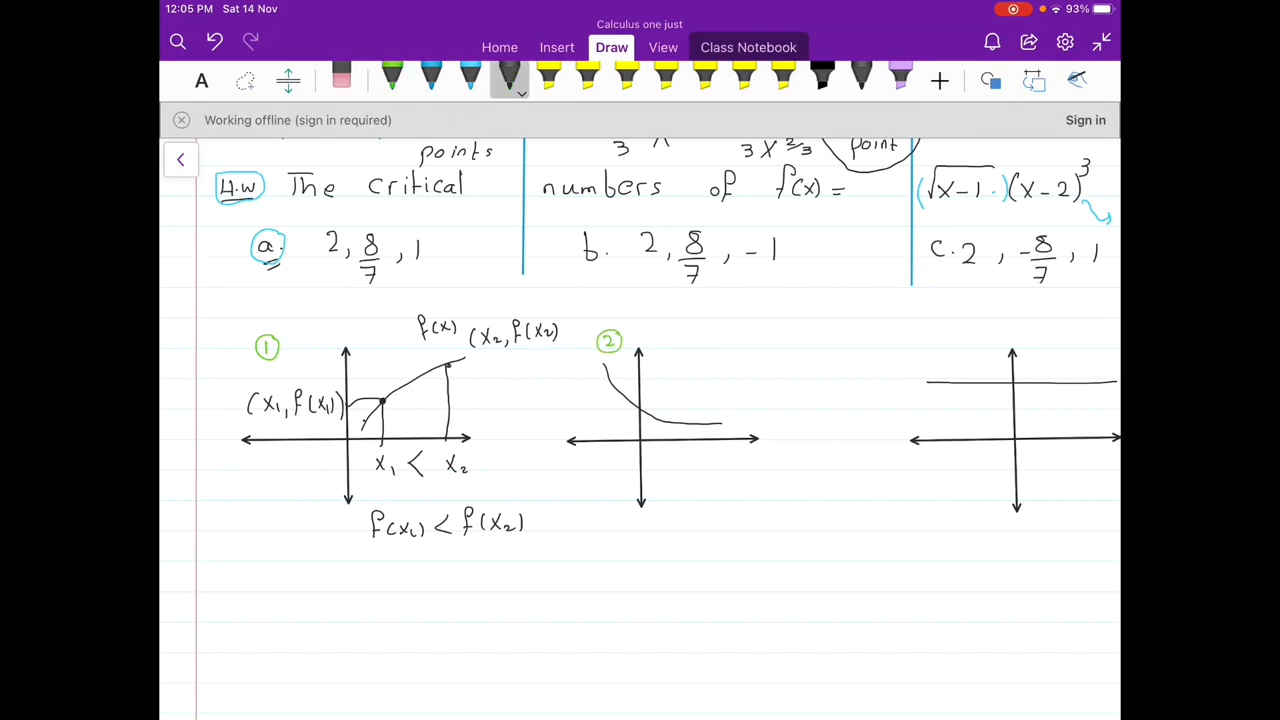 12:05 PM Sat 14 Nov 93%
Calculus one just
Home Insert Draw View Class Notebook
A
Working offline (sign in required) Sign in
points 3 3 x 2/3 point
H.w The critical numbers of f(x) = (√x-1)(x-2)^3
a. 2, 8/7, 1 b. 2, 8/7, -1 c. 2, -8/7, 1
① f(x) (x₂, f(x₂) ②
(x₁, f(x₁))
x₁ < x₂
f(x₁) < f(x₂)